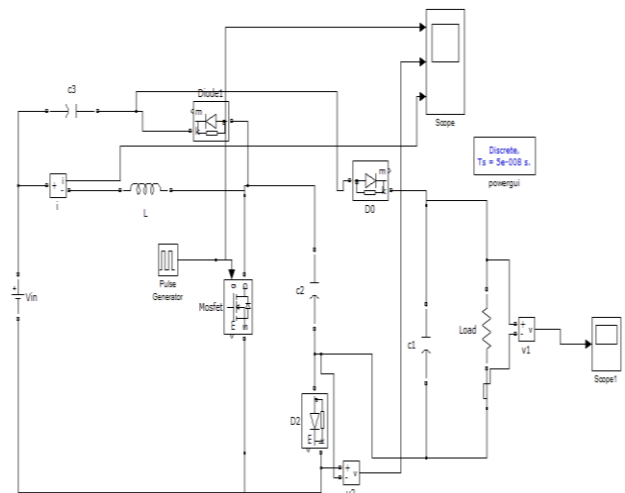 c3
Diode1
m
k
Scope
Discrete,
Ts = 5e-008 s.
powergui
+
-
i
i
L
k
m
D0
Pulse
Generator
Mosfet
g
D
E
S
c2
+
Vin
c1
Load
+
-
v
v1
Scope1
D2
E
+
-
v